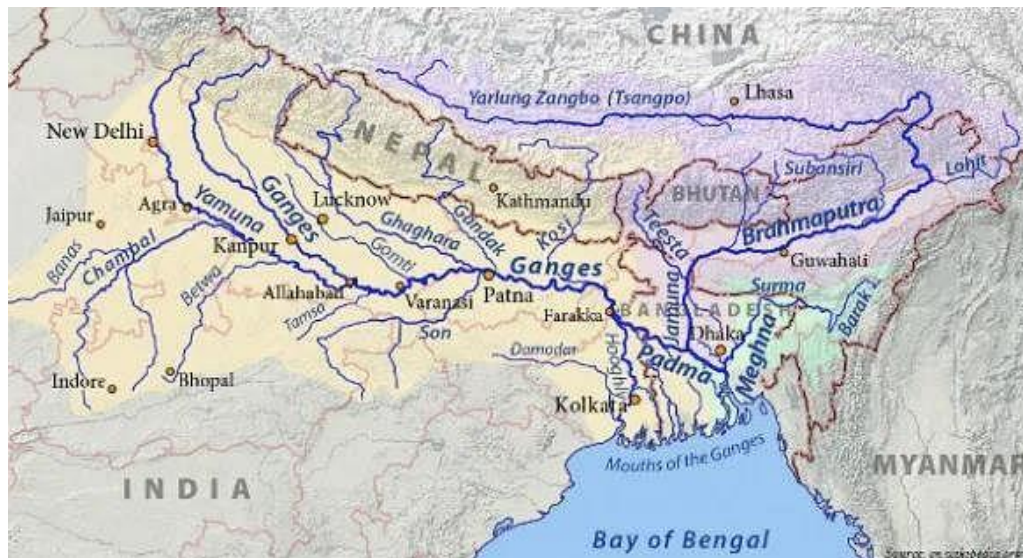 CHINA
Yarlung Zangbo (Tsangpo)
Lhasa
New Delhi
NEPAL
Subansiri
Lohit
BHUTAN
Jaipur
Agra
Yamuna
Ganges
Lucknow
Kathmandu
Teesta
Brahmaputra
Banas
Chambal
Kanpur
Ghaghara
Gandak
Kosi
Gomti
Ganges
Guwahati
Betwa
Allahabad
Varanasi
Patna
Jamuna
Surma
Barak
Tamsa
Son
Farakka
BANGLADESH
Dhaka
Meghna
Damodar
Hooghly
Padma
Indore
Bhopal
Kolkata
Mouths of the Ganges
INDIA
MYANMAR
Bay of Bengal